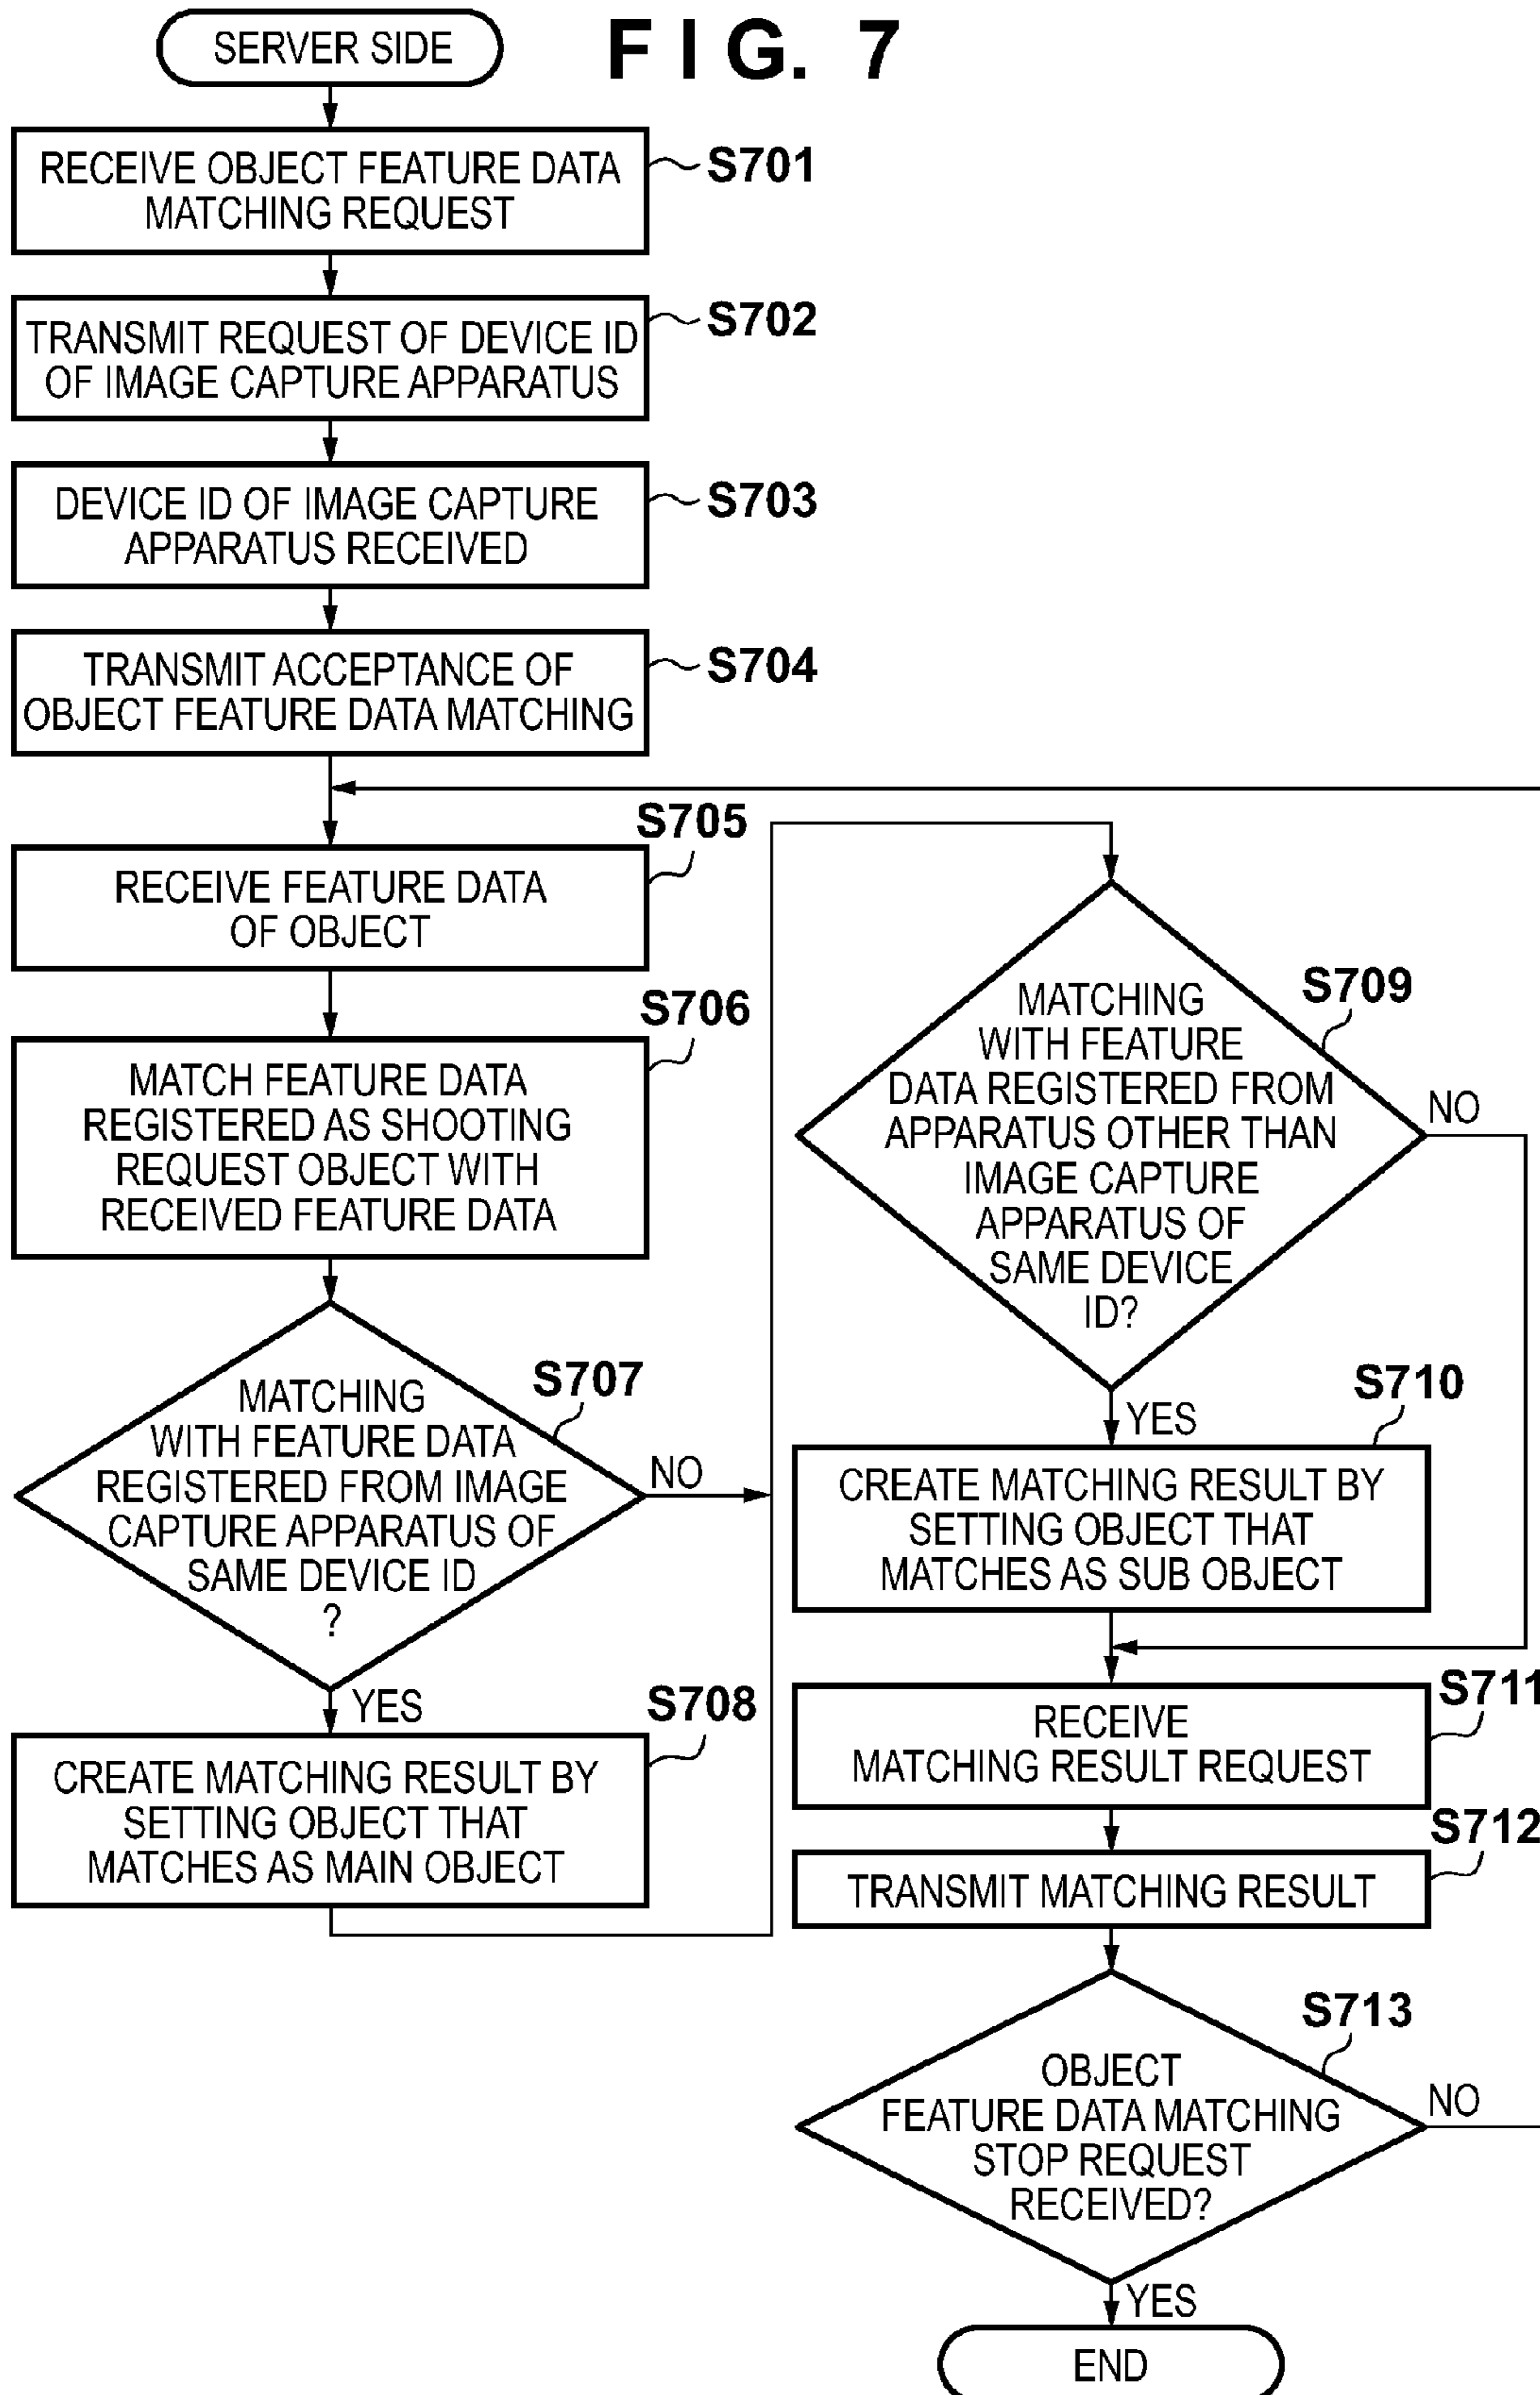 FIG. 7
SERVER SIDE
RECEIVE OBJECT FEATURE DATA
MATCHING REQUEST
S701
TRANSMIT REQUEST OF DEVICE ID
OF IMAGE CAPTURE APPARATUS
S702
DEVICE ID OF IMAGE CAPTURE
APPARATUS RECEIVED
S703
TRANSMIT ACCEPTANCE OF
OBJECT FEATURE DATA MATCHING
S704
S705
RECEIVE FEATURE DATA
OF OBJECT
S706
MATCH FEATURE DATA
REGISTERED AS SHOOTING
REQUEST OBJECT WITH
RECEIVED FEATURE DATA
S707
MATCHING
WITH FEATURE DATA
REGISTERED FROM IMAGE
CAPTURE APPARATUS OF
SAME DEVICE ID
?
NO
YES
S708
CREATE MATCHING RESULT BY
SETTING OBJECT THAT
MATCHES AS MAIN OBJECT
S709
MATCHING
WITH FEATURE
DATA REGISTERED FROM
APPARATUS OTHER THAN
IMAGE CAPTURE
APPARATUS OF
SAME DEVICE
ID?
NO
YES
S710
CREATE MATCHING RESULT BY
SETTING OBJECT THAT
MATCHES AS SUB OBJECT
S711
RECEIVE
MATCHING RESULT REQUEST
S712
TRANSMIT MATCHING RESULT
S713
OBJECT
FEATURE DATA MATCHING
STOP REQUEST
RECEIVED?
NO
YES
END